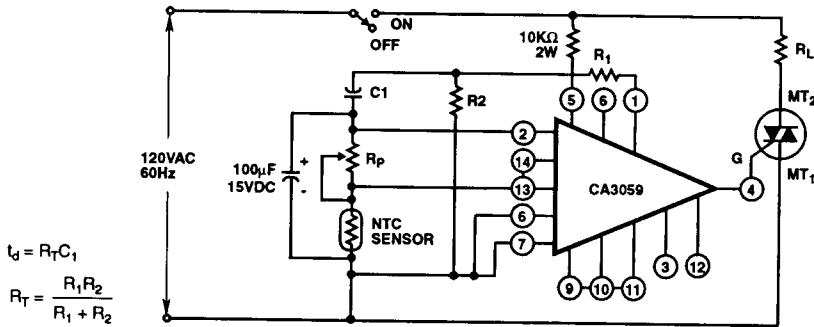 ON
OFF
10KΩ
2W
R1
RL
C1
R2
5
6
1
MT2
2
120VAC
60Hz
100μF
15VDC
+
-
RP
14
13
CA3059
G
4
MT1
NTC
SENSOR
6
7
td = RTC1
RT = R1R2 / R1 + R2
9
10
11
3
12